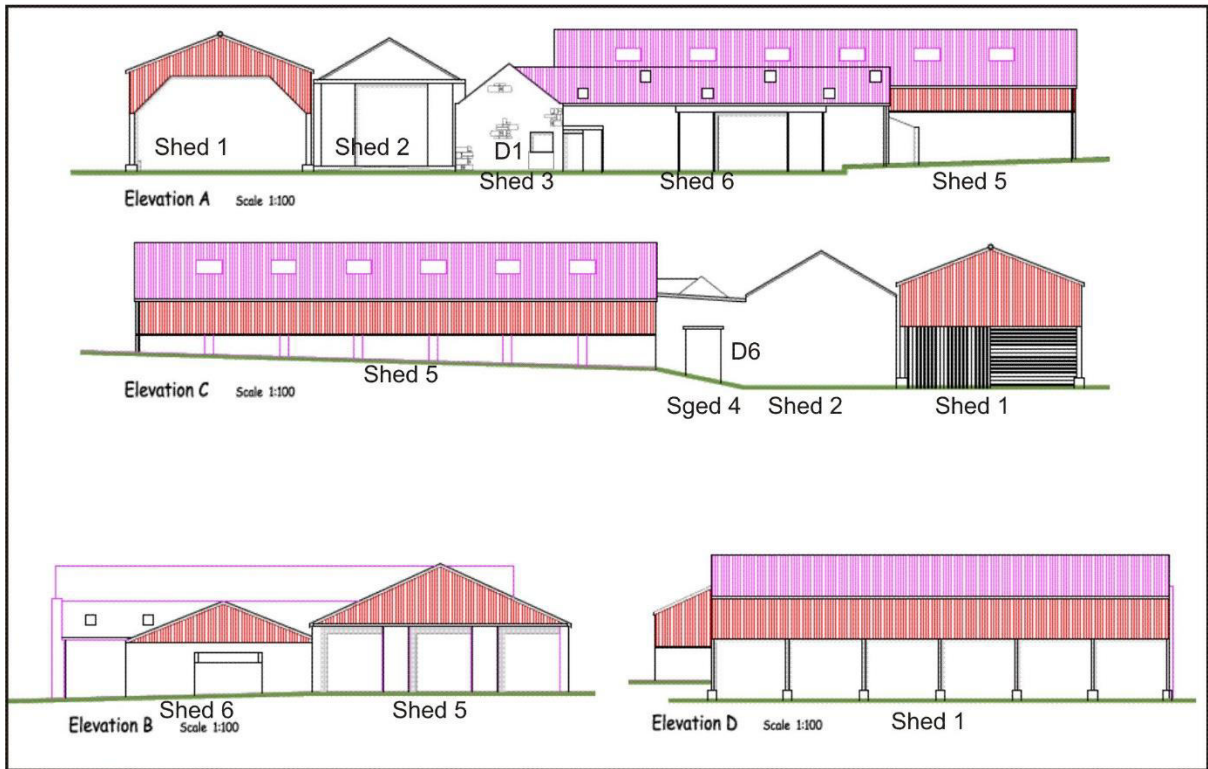 Shed 1
Shed 2
D1
Shed 3
Shed 6
Shed 5
Elevation A Scale 1:100
Shed 5
D6
Elevation C Scale 1:100
Sged 4
Shed 2
Shed 1
Shed 6
Shed 5
Elevation B Scale 1:100
Shed 1
Elevation D Scale 1:100